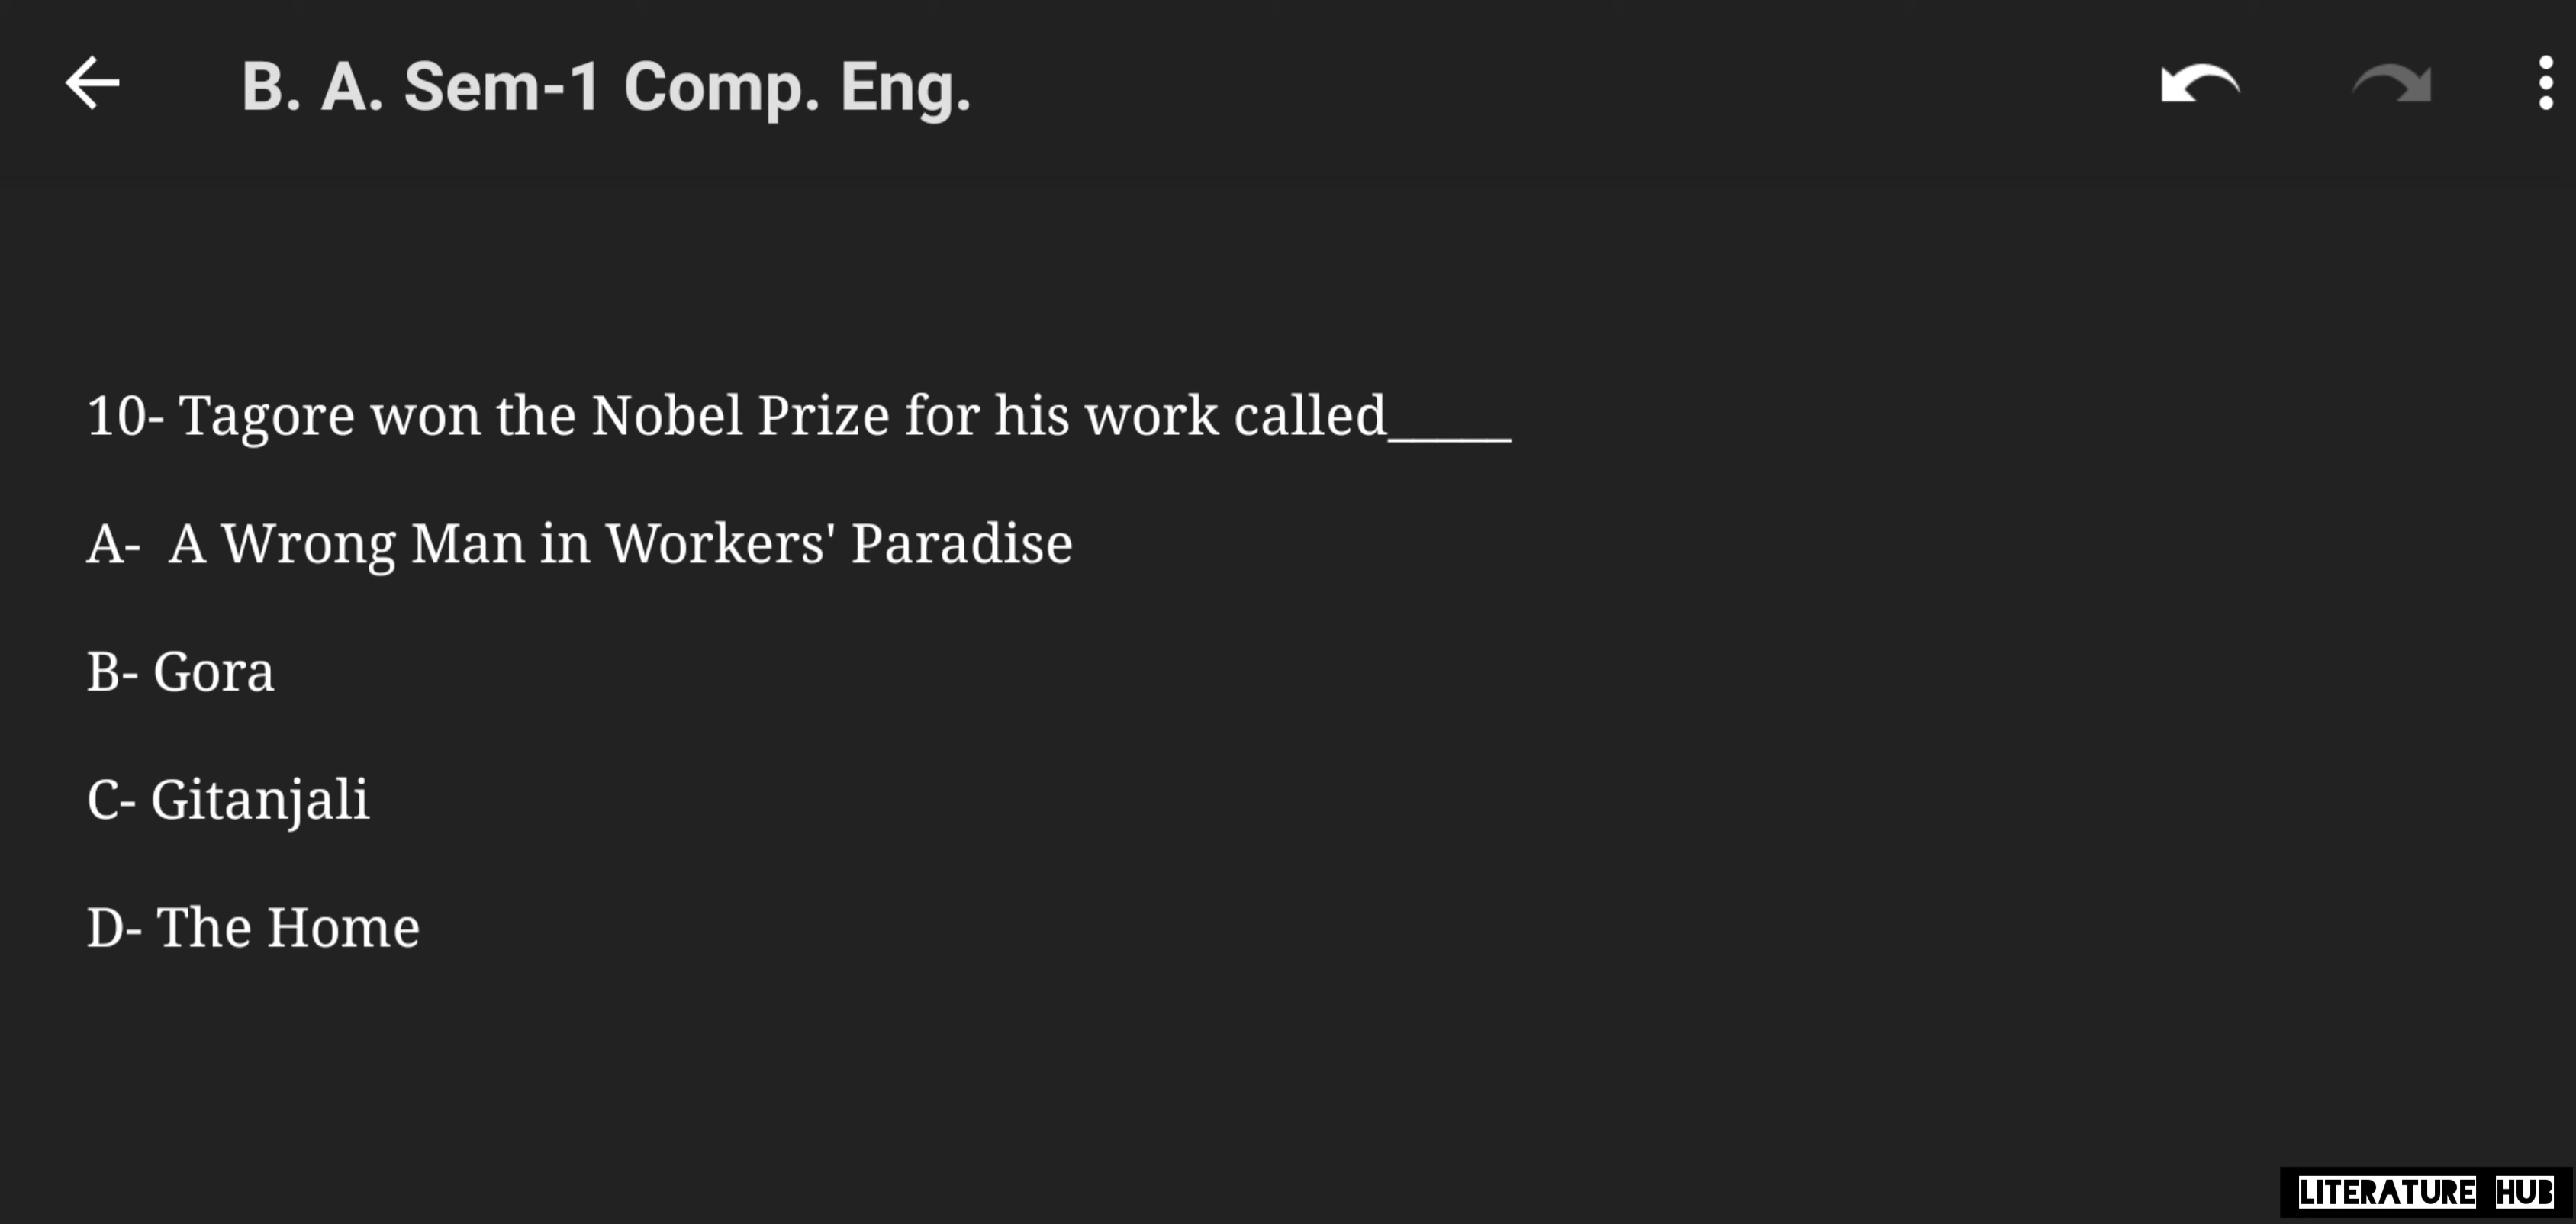 B. A. Sem-1 Comp. Eng.
10- Tagore won the Nobel Prize for his work called_____
A-  A Wrong Man in Workers' Paradise
B- Gora
C- Gitanjali
D- The Home
LITERATURE HUB